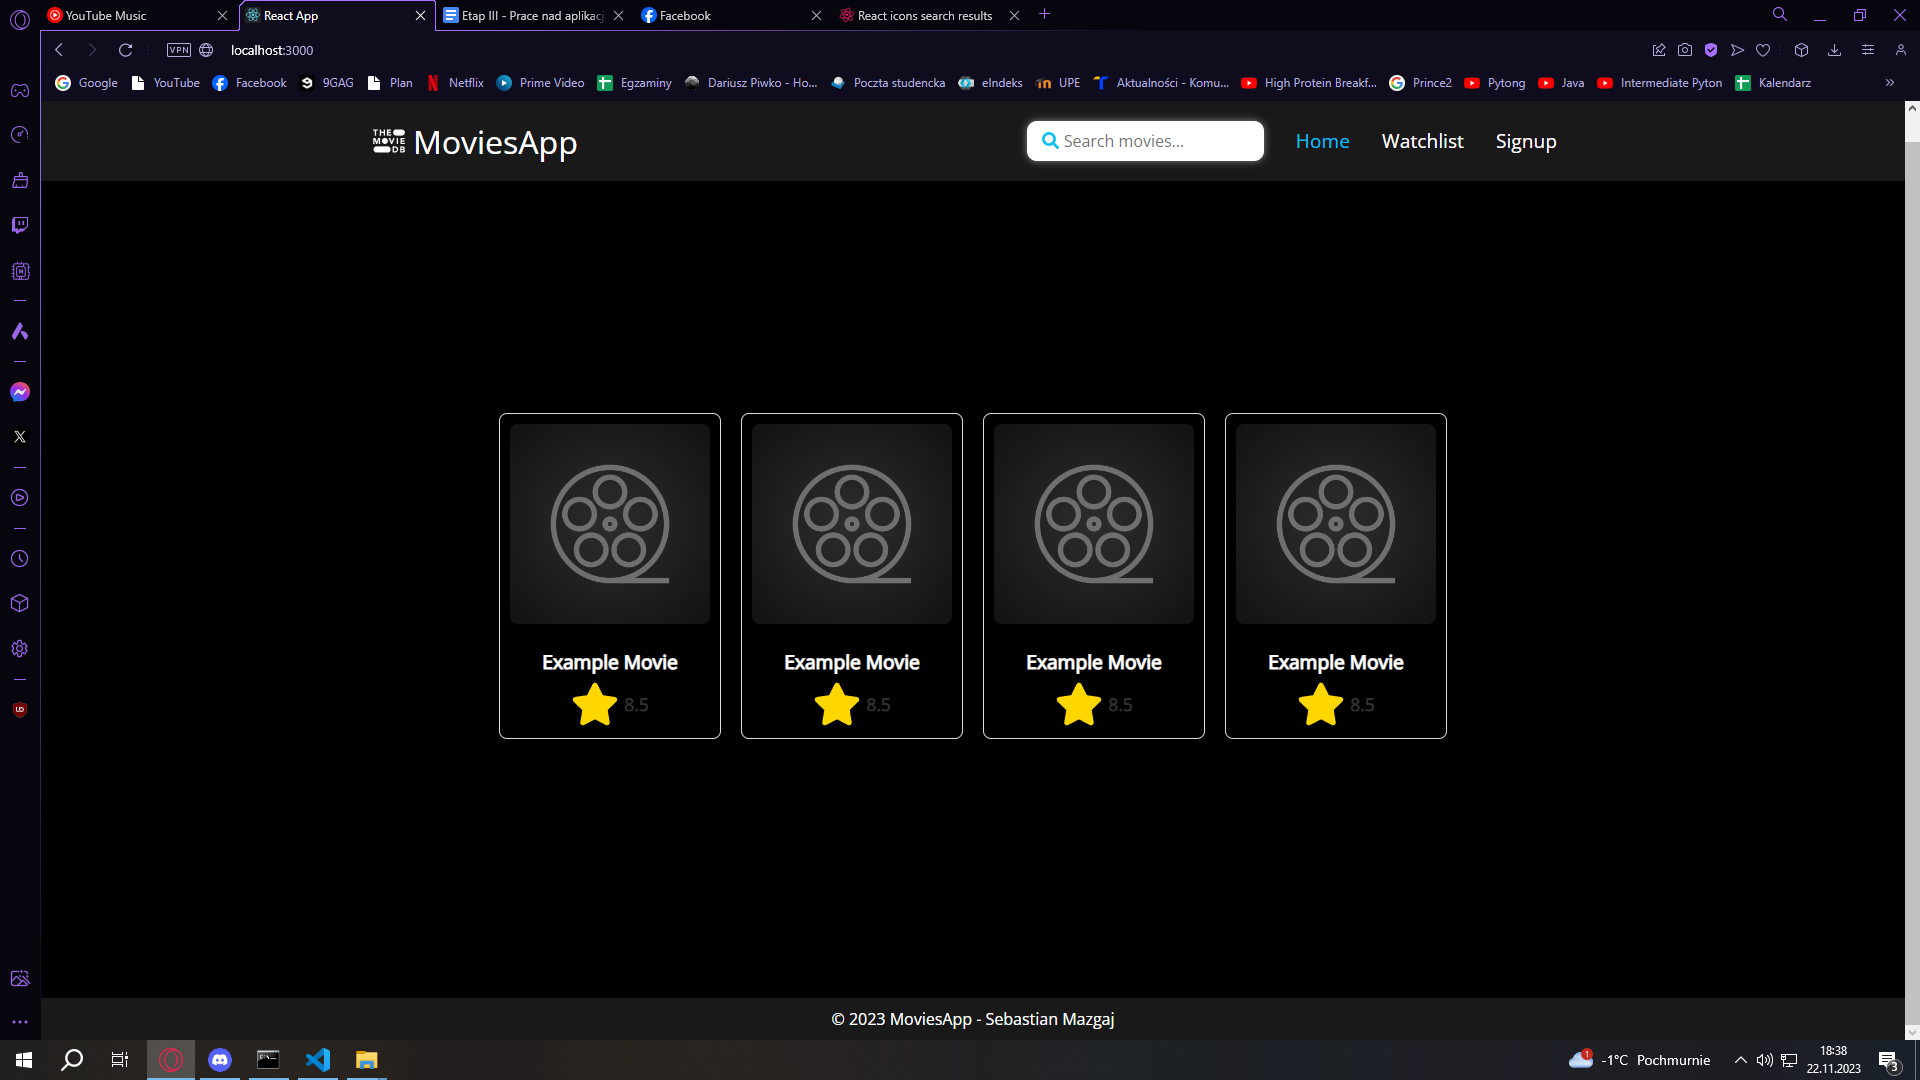 YouTube Music
React App
Etap III - Prace nad aplikacj
Facebook
React icons search results
VPN
localhost:3000
Google
YouTube
Facebook
9GAG
Plan
Netflix
Prime Video
Egzaminy
Dariusz Piwko - Ho...
Poczta studencka
eIndeks
UPE
Aktualności - Komu...
High Protein Breakf...
Prince2
Pytong
Java
Intermediate Pyton
Kalendarz
THE
MOVIE
DB
MoviesApp
Search movies...
Home
Watchlist
Signup
Example Movie
8.5
Example Movie
8.5
Example Movie
8.5
Example Movie
8.5
© 2023 MoviesApp - Sebastian Mazgaj
1
-1°C Pochmurnie
18:38
22.11.2023
3